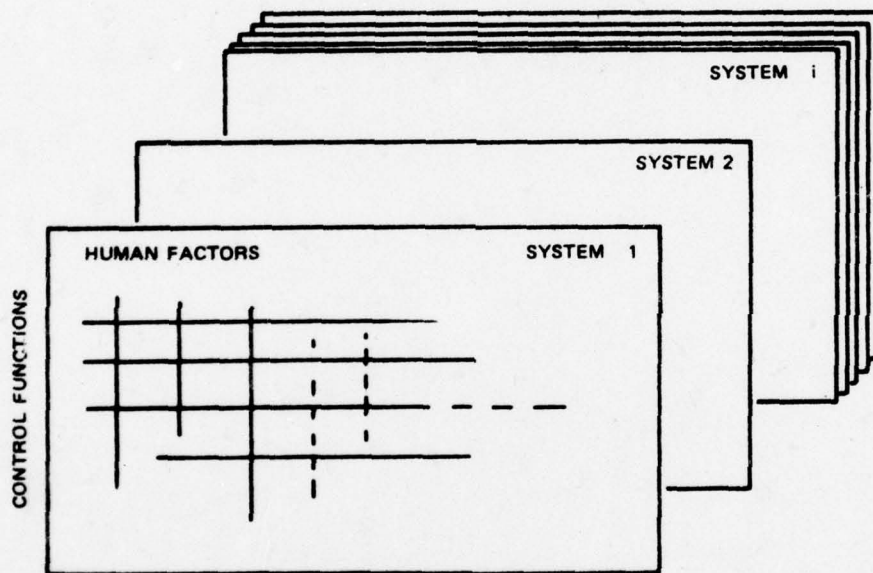 SYSTEM i
SYSTEM 2
HUMAN FACTORS SYSTEM 1
CONTROL FUNCTIONS